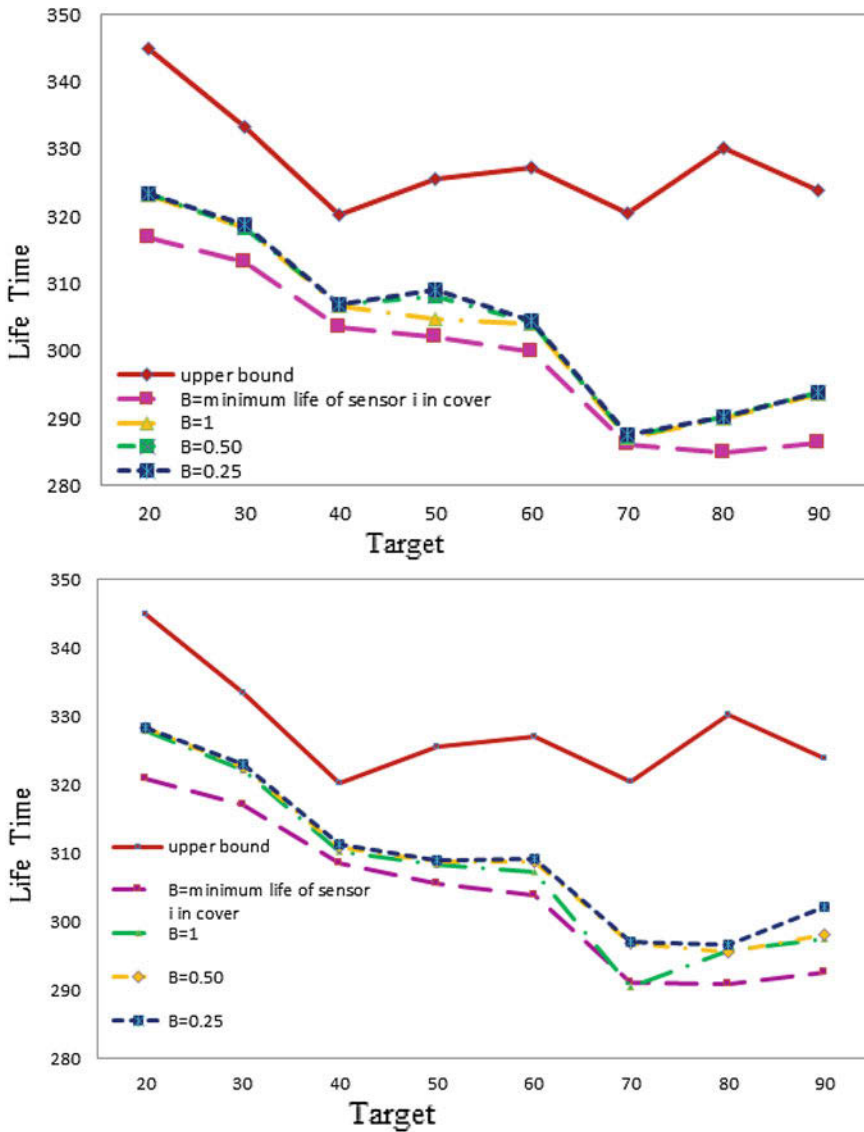 350
340
330
320
310
300
290
280
Life Time
upper bound
B=minimum life of sensor i in cover
B=1
B=0.50
B=0.25
20 30 40 50 60 70 80 90
Target
350
340
330
320
310
300
290
280
Life Time
upper bound
B=minimum life of sensor
i in cover
B=1
B=0.50
B=0.25
20 30 40 50 60 70 80 90
Target